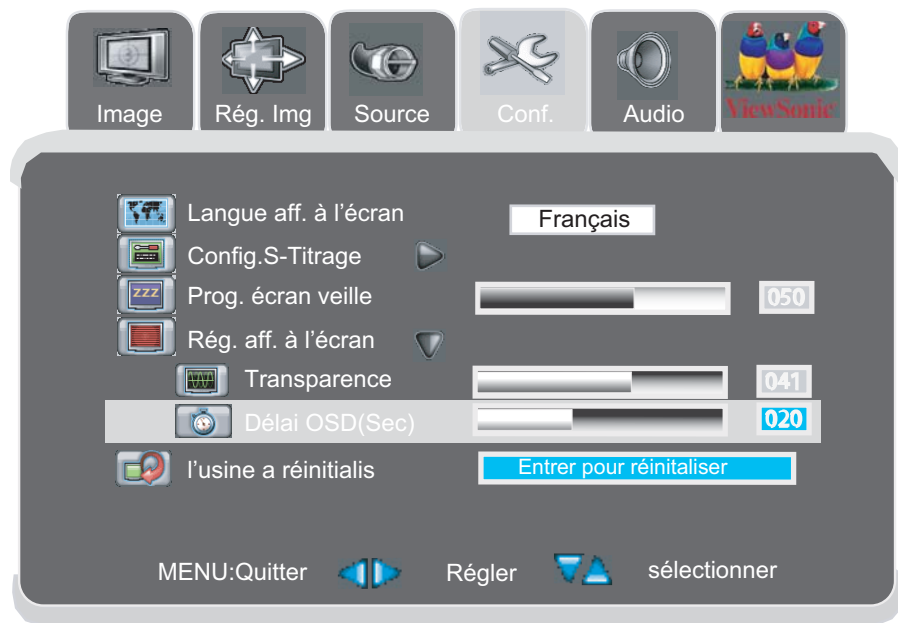 Image Rég. Img Source Conf. Audio ViewSonic
Langue aff. à l'écran Français
Config.S-Titrage
zzz Prog. écran veille 050
Rég. aff. à l'écran
Transparence 041
Délai OSD(Sec) 020
l'usine a réinitialis Entrer pour réinitaliser
MENU:Quitter Régler sélectionner